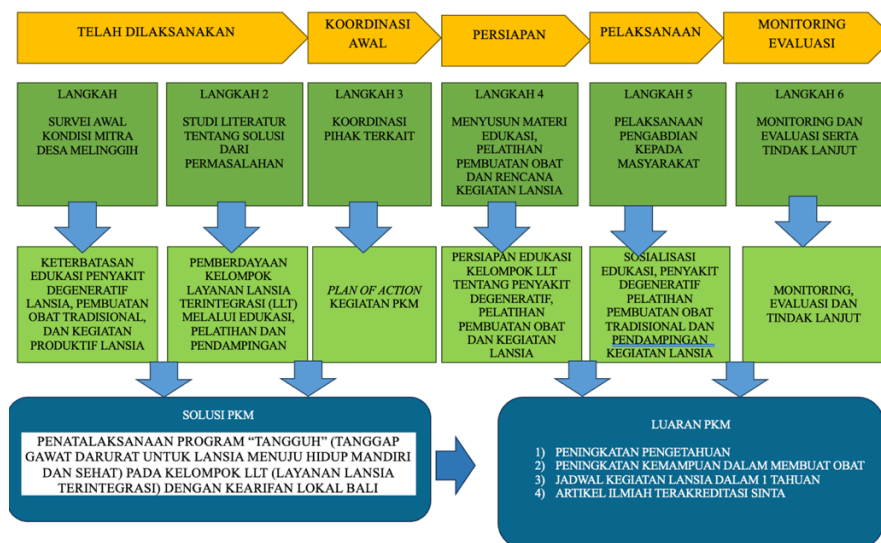 TELAH DILAKSANAKAN
KOORDINASI
AWAL
PERSIAPAN
PELAKSANAAN
MONITORING
EVALUASI
LANGKAH
SURVEI AWAL
KONDISI MITRA
DESA MELINGGIH
LANGKAH 2
STUDI LITERATUR
TENTANG SOLUSI
DARI
PERMASALAHAN
LANGKAH 3
KOORDINASI
PIHAK TERKAIT
LANGKAH 4
MENYUSUN MATERI
EDUKASI,
PELATIHAN
PEMBUATAN OBAT
DAN RENCANA
KEGIATAN LANSIA
LANGKAH 5
PELAKSANAAN
PENGABDIAN
KEPADA
MASYARAKAT
LANGKAH 6
MONITORING DAN
EVALUASI SERTA
TINDAK LANJUT
KETERBATASAN
EDUKASI PENYAKIT
DEGENERATIF
LANSIA, PEMBUATAN
OBAT TRADISIONAL,
DAN KEGIATAN
PRODUKTIF LANSIA
PEMBERDAYAAN
KELOMPOK
LAYANAN LANSIA
TERINTEGRASI (LLT)
MELALUI EDUKASI,
PELATIHAN DAN
PENDAMPINGAN
PLAN OF ACTION
KEGIATAN PKM
PERSIAPAN EDUKASI
KELOMPOK LLT
TENTANG PENYAKIT
DEGENERATIF,
PELATIHAN
PEMBUATAN OBAT
DAN KEGIATAN
LANSIA
SOSIALISASI
EDUKASI, PENYAKIT
DEGENERATIF
PELATIHAN
PEMBUATAN OBAT
TRADISIONAL DAN
PENDAMPINGAN
KEGIATAN LANSIA
MONITORING,
EVALUASI DAN
TINDAK LANJUT
SOLUSI PKM
PENATALAKSANAAN PROGRAM “TANGGUH” (TANGGAP
GAWAT DARURAT UNTUK LANSIA MENUJU HIDUP MANDIRI
DAN SEHAT) PADA KELOMPOK LLT (LAYANAN LANSIA
TERINTEGRASI) DENGAN KEARIFAN LOKAL BALI
LUARAN PKM
1) PENINGKATAN PENGETAHUAN
2) PENINGKATAN KEMAMPUAN DALAM MEMBUAT OBAT
3) JADWAL KEGIATAN LANSIA DALAM 1 TAHUAN
4) ARTIKEL ILMIAH TERAKREDITASI SINTA